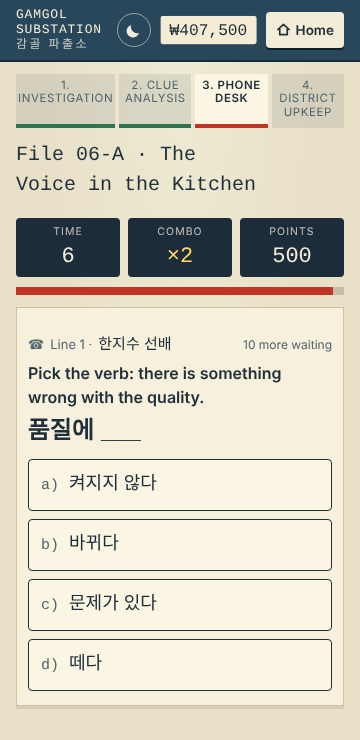 GAMGOL
SUBSTATION
감골 파출소
₩407,500
Home
1.
INVESTIGATION
2. CLUE
ANALYSIS
3. PHONE
DESK
4.
DISTRICT
UPKEEP
File 06-A · The
Voice in the Kitchen
TIME
6
COMBO
×2
POINTS
500
☎ Line 1 · 한지수 선배
10 more waiting
Pick the verb: there is something
wrong with the quality.
품질에 ___
a) 켜지지 않다
b) 바뀌다
c) 문제가 있다
d) 떼다